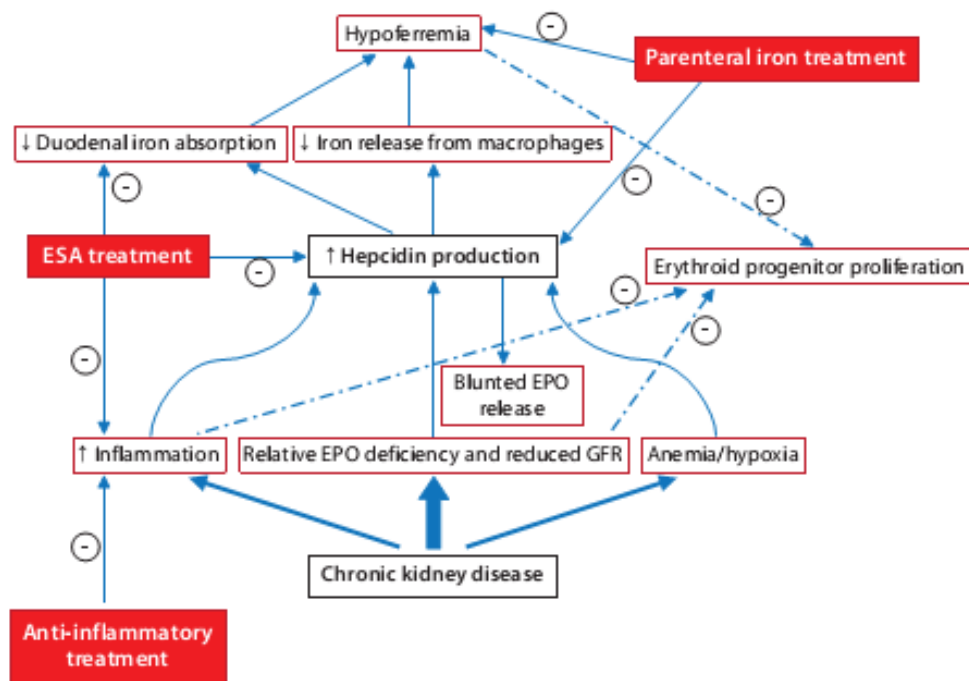 Hypoferremia
-
Parenteral iron treatment
↓ Duodenal iron absorption
↓ Iron release from macrophages
-
-
-
ESA treatment
-
↑ Hepcidin production
Erythroid progenitor proliferation
-
-
-
Blunted EPO
release
↑ Inflammation
Relative EPO deficiency and reduced GFR
Anemia/hypoxia
-
Chronic kidney disease
Anti-inflammatory
treatment